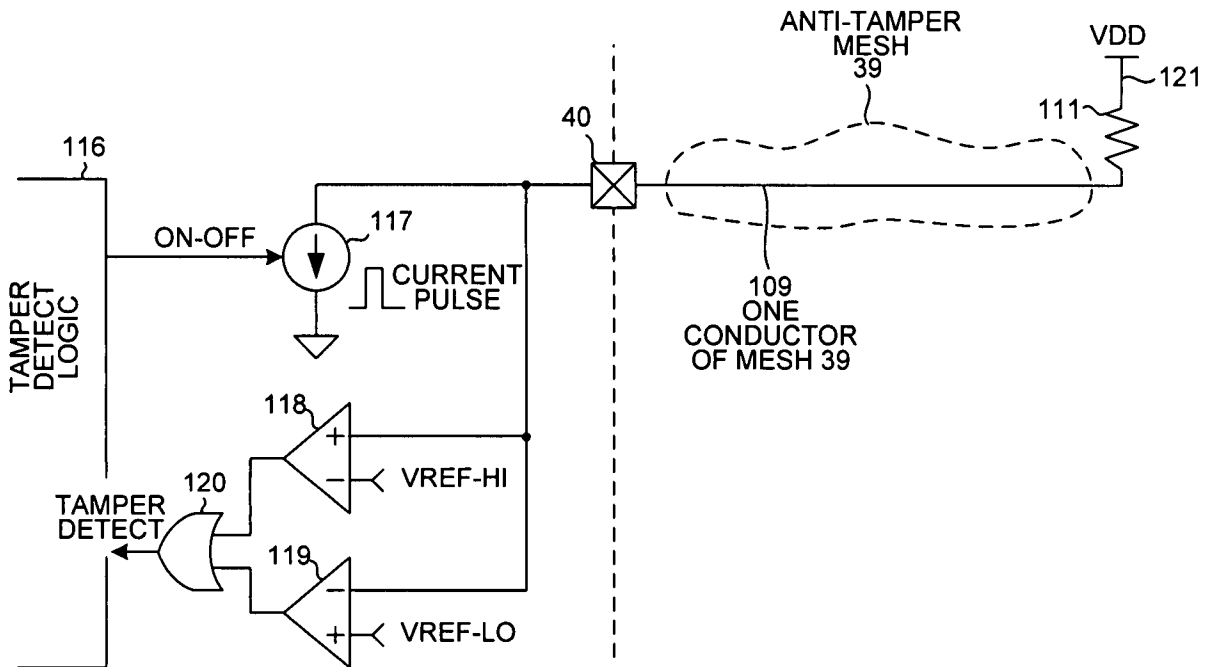 ANTI-TAMPER
MESH
39
VDD
121
111
40
116
117
ON-OFF
CURRENT
PULSE
109
ONE
CONDUCTOR
OF MESH 39
TAMPER
DETECT
LOGIC
118
+
−
VREF-HI
120
TAMPER
DETECT
119
−
+
VREF-LO